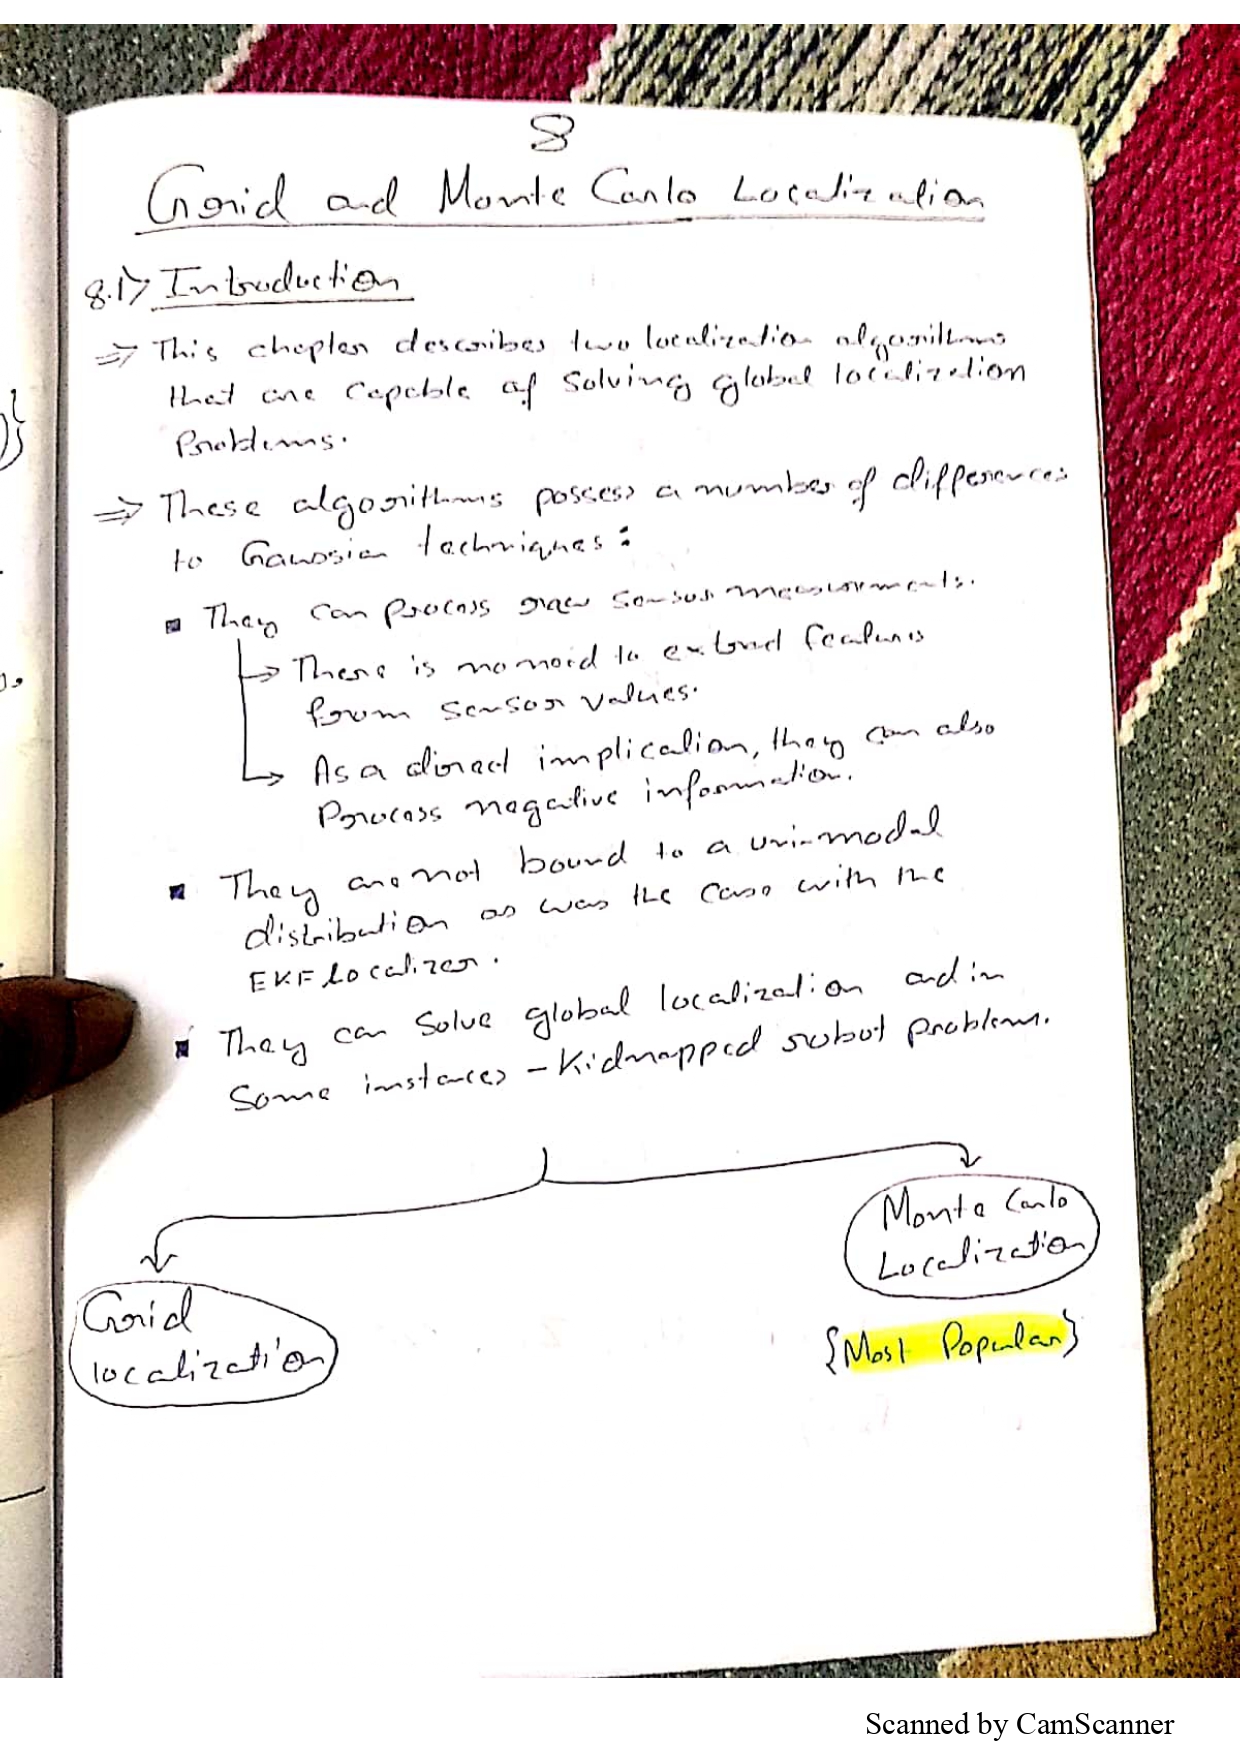 8
Grid and Monte Carlo Localization
8.1> Introduction
⇒ This chapter describes two localization algorithms
that are capable of solving global localization
Problems.
⇒ These algorithms possess a number of differences
to Gaussian techniques:
▪ They can process raw sensor measurements.
→ There is no need to extract features
from sensor values.
→ As a direct implication, they can also
Process negative information.
▪ They are not bound to a uni-modal
distribution as was the case with the
EKF localizer.
▪ They can solve global localization and in
Some instances - Kidnapped robot problem.
Monte Carlo
Localization
Grid
localization
{Most Popular}
Scanned by CamScanner